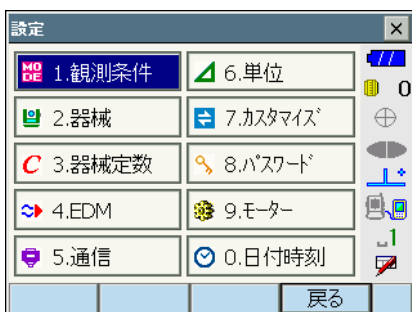 設定
MODE 1.観測条件
6.単位
0
2.器械
7.ｶｽﾀﾏｲｽﾞ
C 3.器械定数
8.ﾊﾟｽﾜｰﾄﾞ
4.EDM
9.ﾓｰﾀｰ
5.通信
0.日付時刻
1
戻る